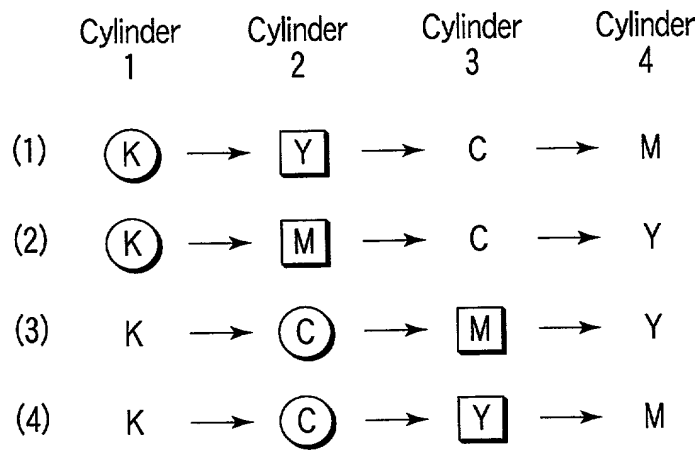 Cylinder 1 Cylinder 2 Cylinder 3 Cylinder 4
(1) K → Y → C → M
(2) K → M → C → Y
(3) K → C → M → Y
(4) K → C → Y → M